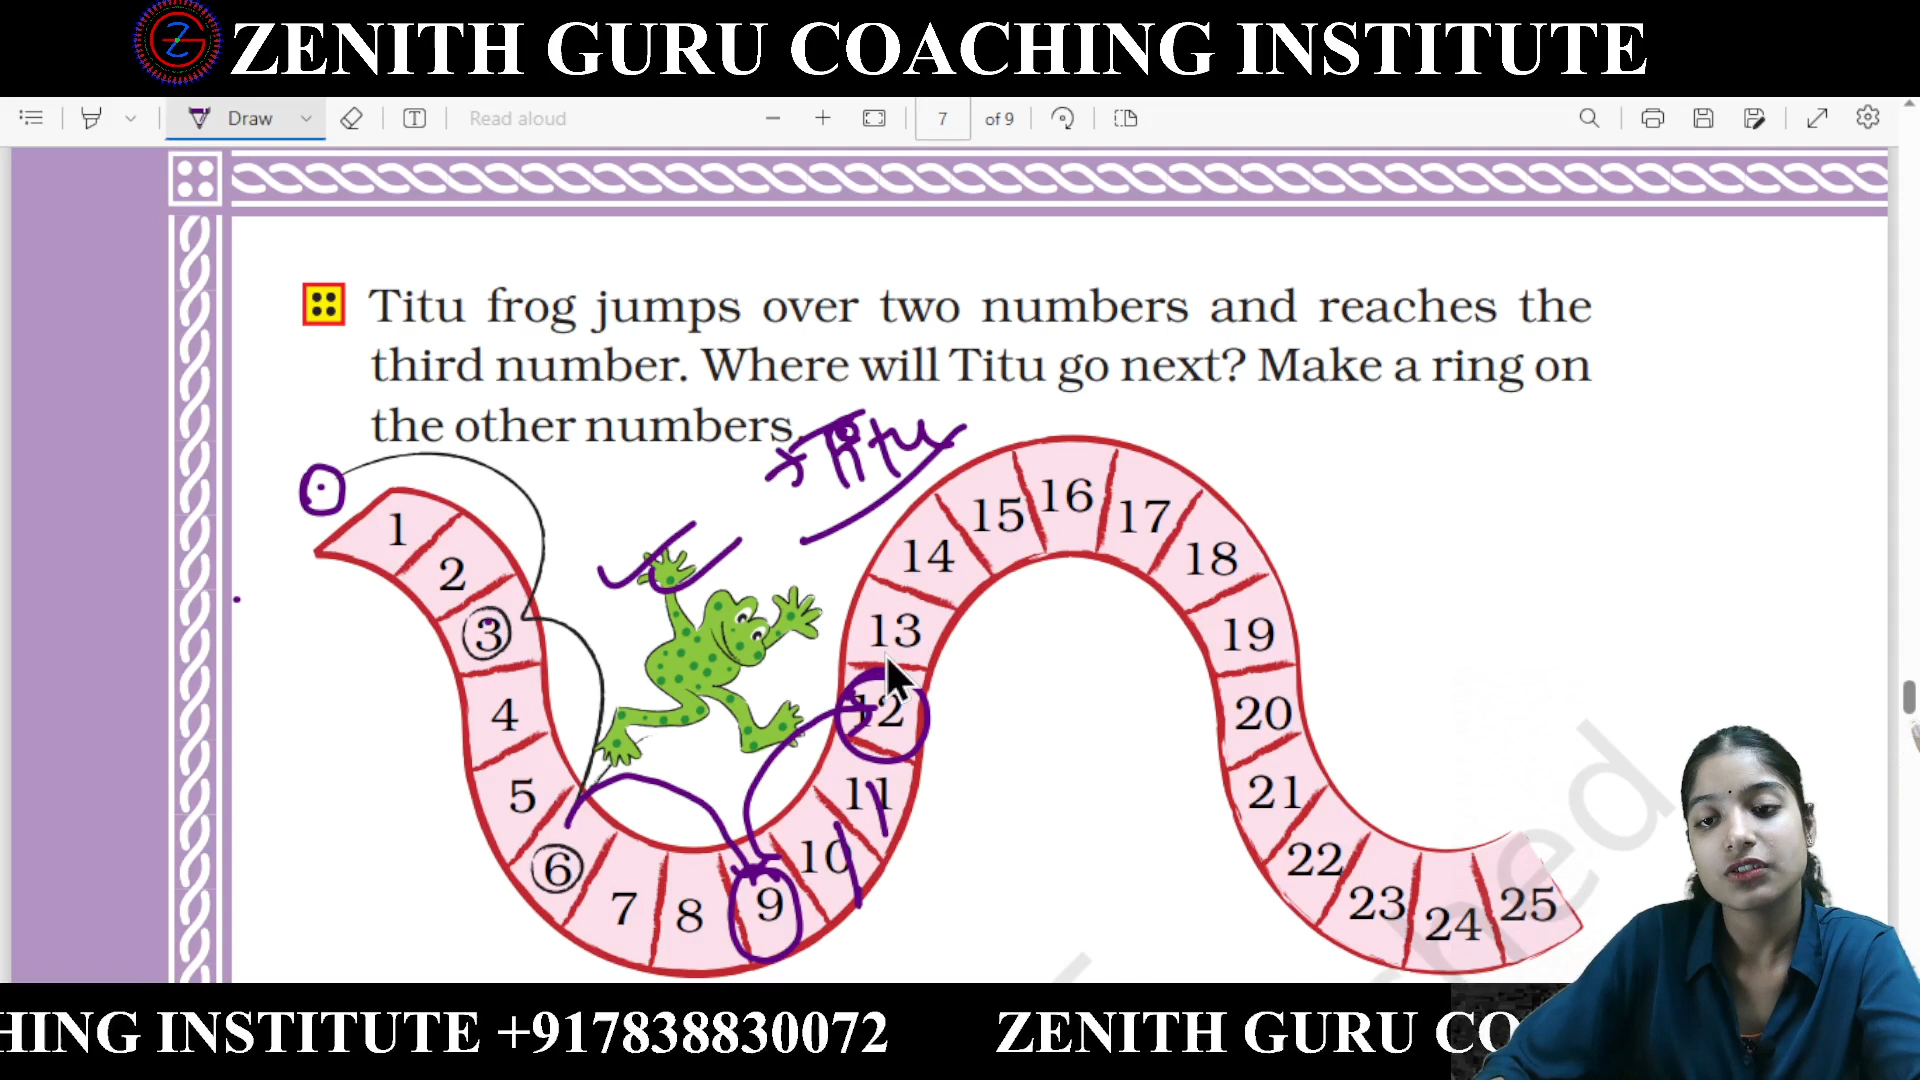 ZENITH GURU COACHING INSTITUTE
Draw
Read aloud
7 of 9
Titu frog jumps over two numbers and reaches the
third number. Where will Titu go next? Make a ring on
the other numbers.
Titu
1
2
3
4
5
6
7
8
9
10
11
12
13
14
15
16
17
18
19
20
21
22
23
24
25
HING INSTITUTE +917838830072 ZENITH GURU CO